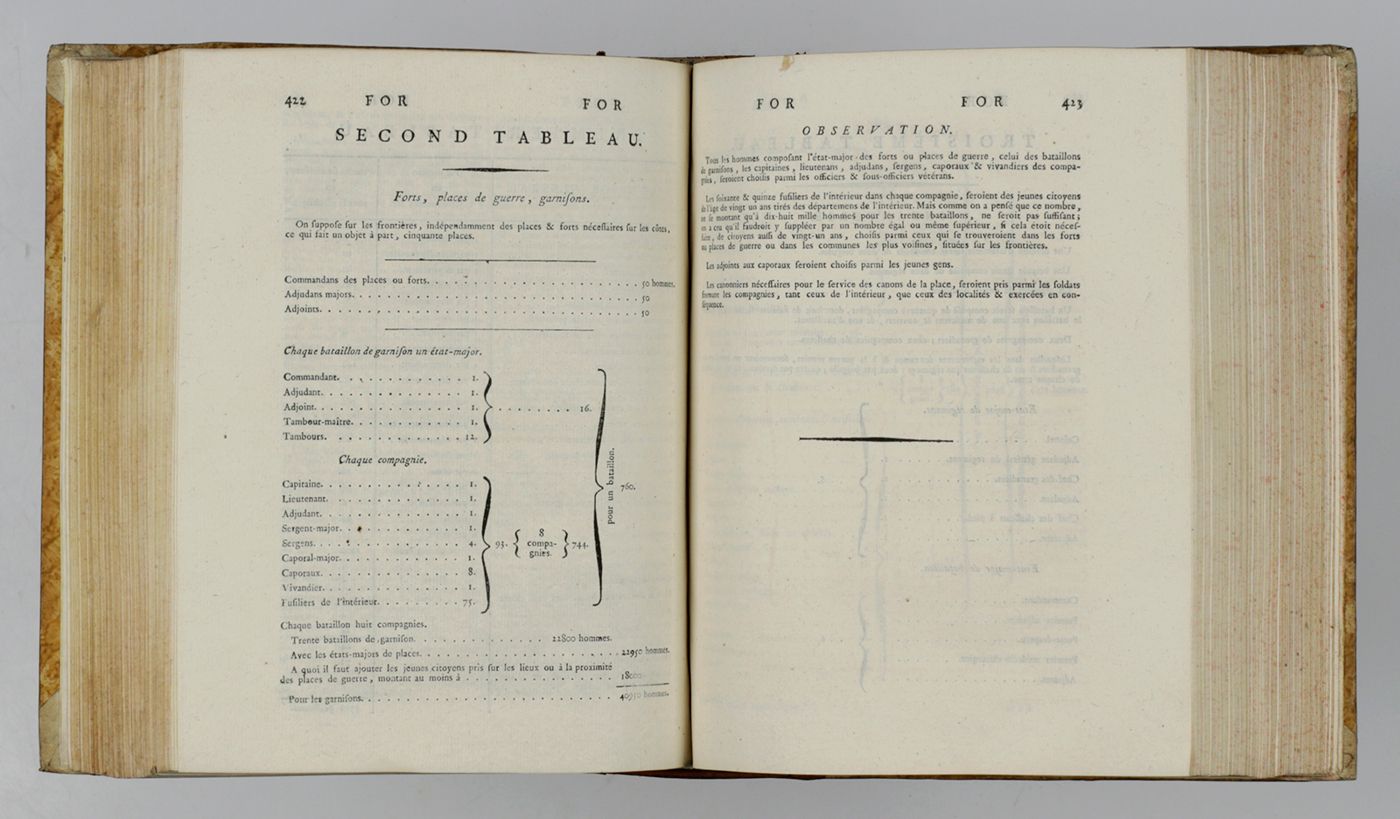 422 FOR FOR
SECOND TABLEAU.
Forts, places de guerre, garniſons.
On ſuppoſe ſur les frontières, indépendamment des places & forts néceſſaires ſur les côtes,
ce qui fait un objet à part, cinquante places.
Commandans des places ou forts. . . . . . . . . . . . . . . . . . 50 hommes.
Adjudans majors. . . . . . . . . . . . . . . . . . . . . . . 50
Adjoints. . . . . . . . . . . . . . . . . . . . . . . . . . 50
Chaque bataillon de garniſon un état-major.
Commandant. . . . . . . . . . . 1.
Adjudant. . . . . . . . . . . . 1.
Adjoint. . . . . . . . . . . . 1. . . . . . . . . 16.
Tambour-maître. . . . . . . . . . 1.
Tambours. . . . . . . . . . . . 12.
Chaque compagnie.
Capitaine. . . . . . . . . . . . 1.
Lieutenant. . . . . . . . . . . 1. pour un bataillon. 760.
Adjudant. . . . . . . . . . . . 1.
Sergent-major. . . . . . . . . . 1.
Sergens. . . . . . . . . . . . 4. 93. { 8 compa-gnies. } 744.
Caporal-major. . . . . . . . . . 1.
Caporaux. . . . . . . . . . . . 8.
Vivandier. . . . . . . . . . . 1.
Fuſiliers de l'intérieur. . . . . . . . 75.
Chaque bataillon huit compagnies.
Trente bataillons de garniſon. . . . . . . . . . . . 22800 hommes.
Avec les états-majors de places. . . . . . . . . . . . . . . . 22950 hommes.
A quoi il faut ajouter les jeunes citoyens pris ſur les lieux ou à la proximité
des places de guerre, montant au moins à . . . . . . . . . . . . 18000
Pour les garniſons. . . . . . . . . . . . . . . . . . . . . 40950 hommes.
FOR FOR 423
OBSERVATION.
Tous les hommes compoſant l'état-major des forts ou places de guerre, celui des bataillons
de garniſons, les capitaines, lieutenans, adjudans, ſergens, caporaux & vivandiers des compa-
gnies, ſeroient choiſis parmi les officiers & ſous-officiers vétérans.
Les ſoixante & quinze fuſiliers de l'intérieur dans chaque compagnie, ſeroient des jeunes citoyens
de l'âge de vingt un ans tirés des départemens de l'intérieur. Mais comme on a penſé que ce nombre,
ne ſe montant qu'à dix-huit mille hommes pour les trente bataillons, ne ſeroit pas ſuffiſant;
on a cru qu'il faudroit y ſuppléer par un nombre égal ou même ſupérieur, ſi cela étoit néceſ-
ſaire, de citoyens auſſi de vingt-un ans, choiſis parmi ceux qui ſe trouveroient dans les forts
ou places de guerre ou dans les communes les plus voiſines, ſituées ſur les frontières.
Les adjoints aux caporaux ſeroient choiſis parmi les jeunes gens.
Les canonniers néceſſaires pour le ſervice des canons de la place, ſeroient pris parmi les ſoldats
formant les compagnies, tant ceux de l'intérieur, que ceux des localités & exercées en con-
ſéquence.